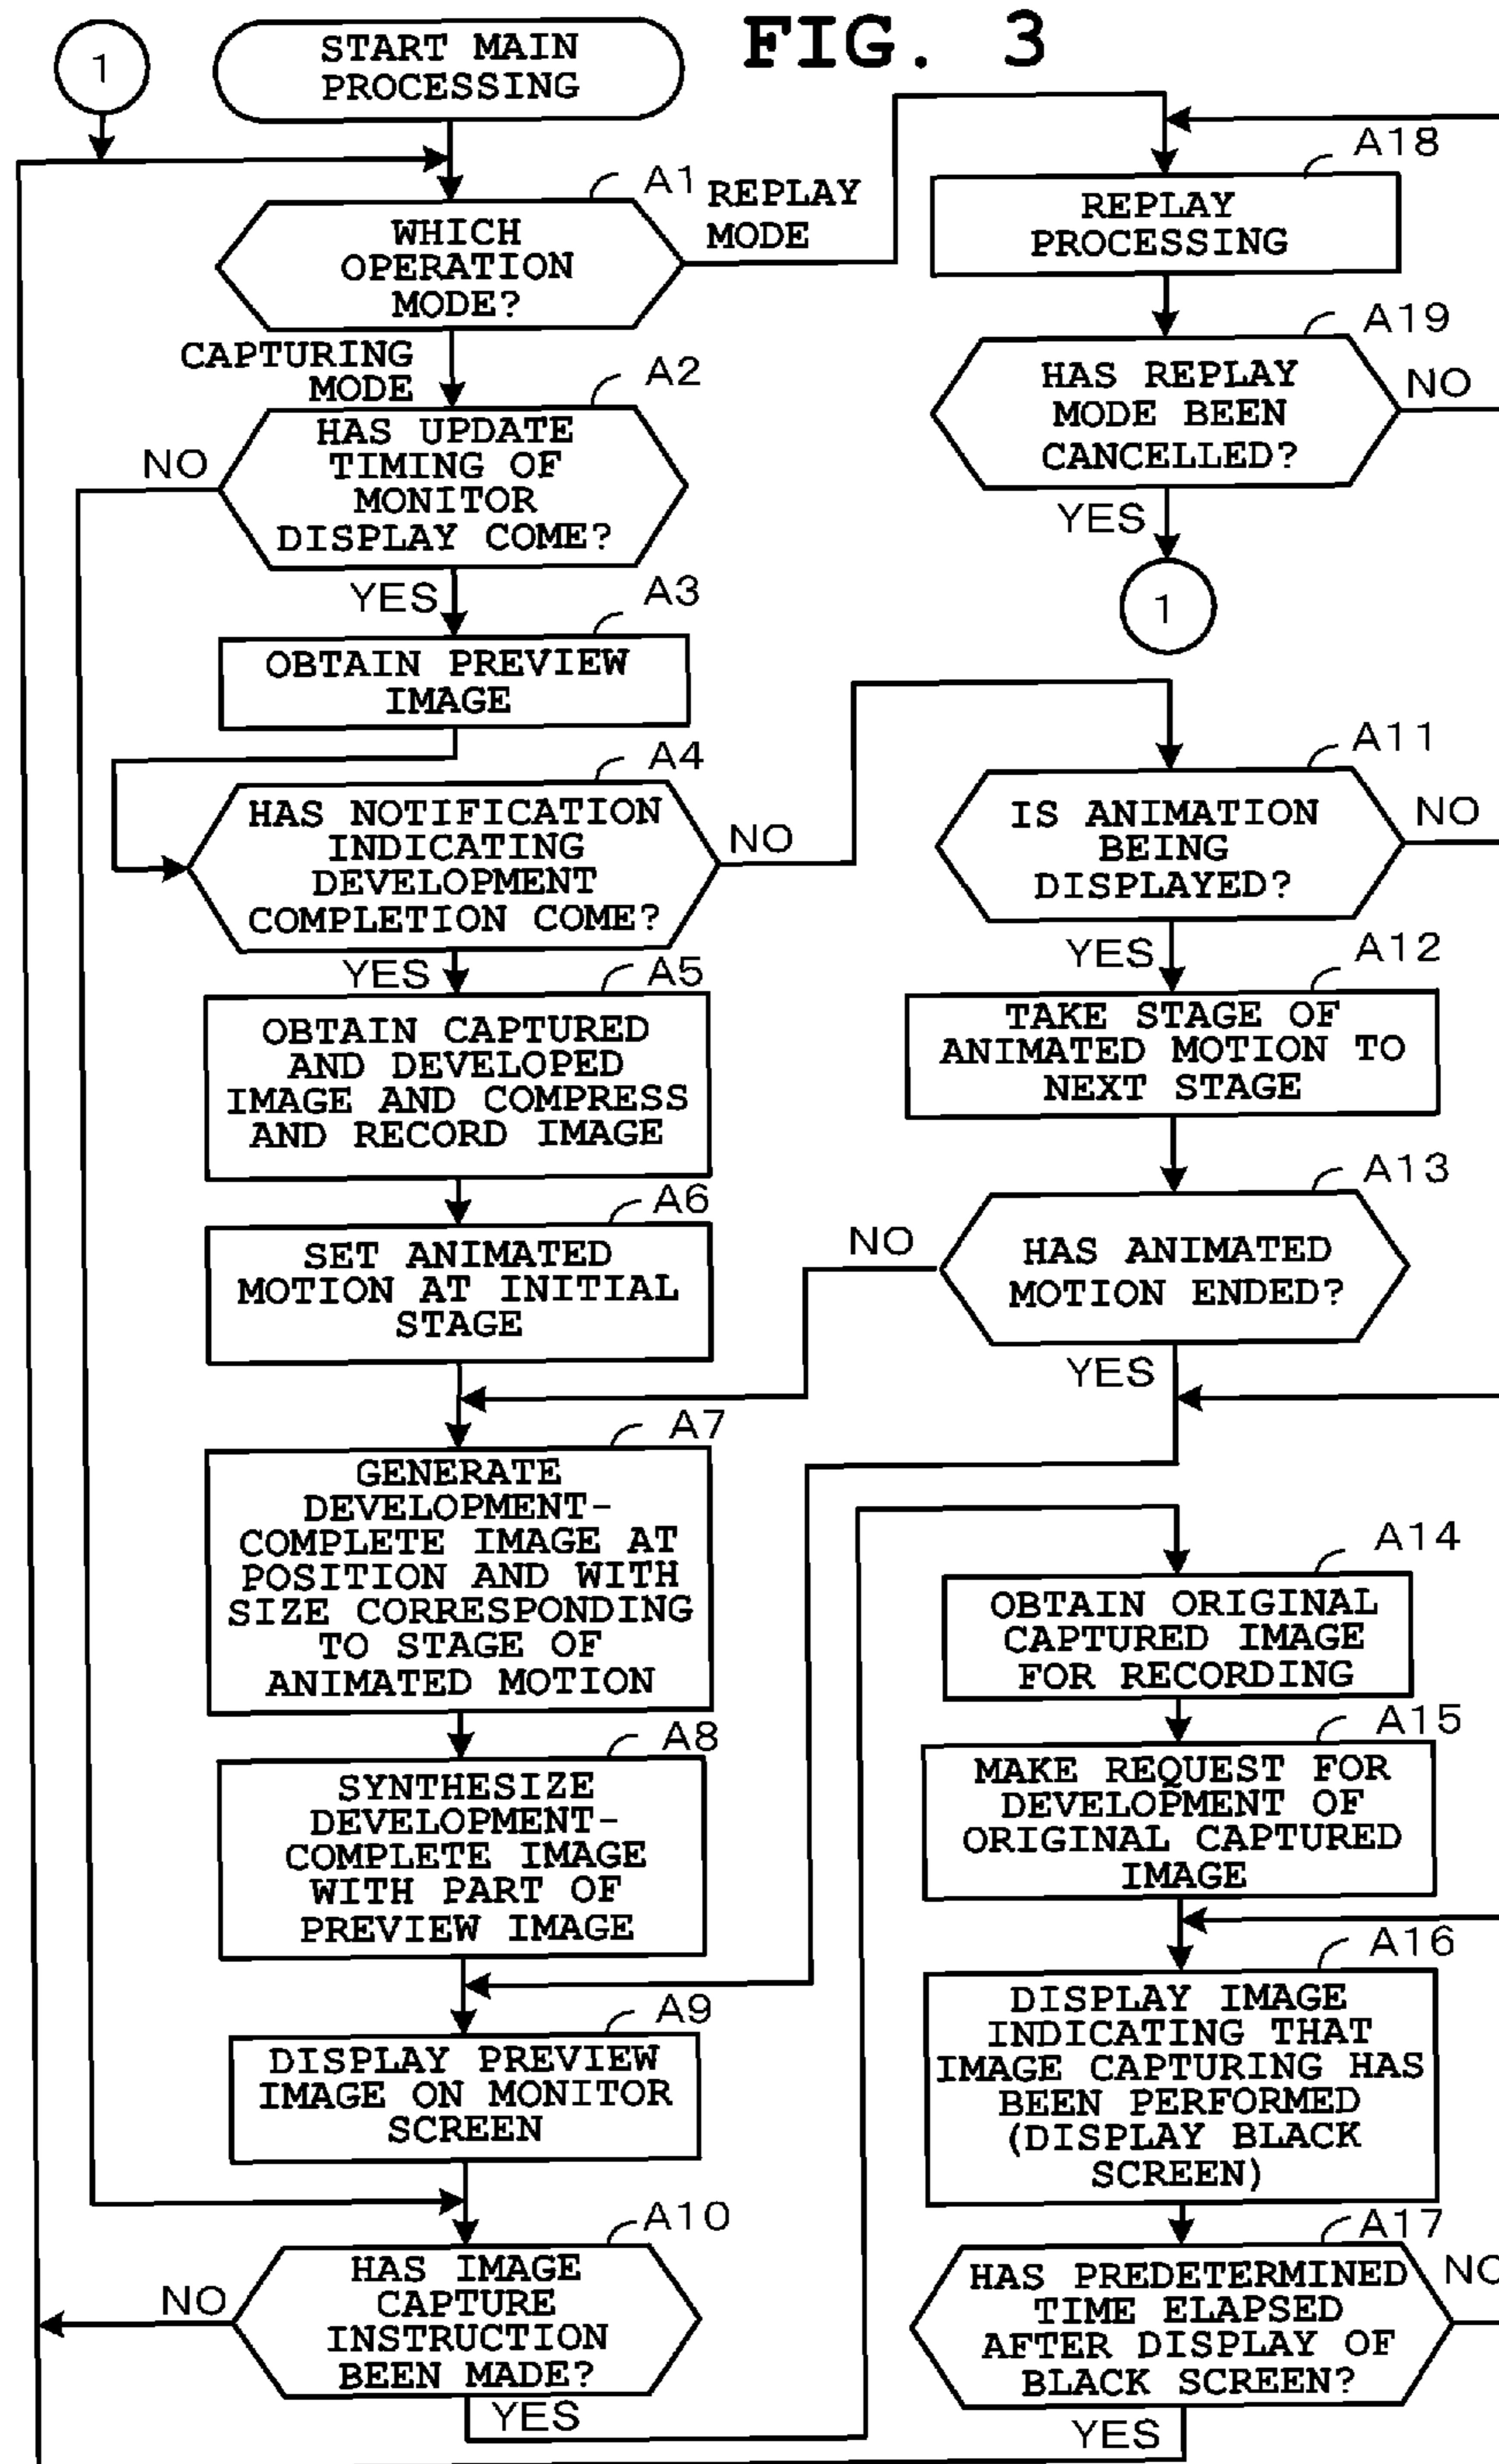 FIG. 3
1
START MAIN
PROCESSING
A1
WHICH
OPERATION
MODE?
REPLAY
MODE
CAPTURING
MODE
A2
HAS UPDATE
TIMING OF
MONITOR
DISPLAY COME?
NO
YES
A3
OBTAIN PREVIEW
IMAGE
A4
HAS NOTIFICATION
INDICATING
DEVELOPMENT
COMPLETION COME?
NO
YES
A5
OBTAIN CAPTURED
AND DEVELOPED
IMAGE AND COMPRESS
AND RECORD IMAGE
A6
SET ANIMATED
MOTION AT INITIAL
STAGE
A7
GENERATE
DEVELOPMENT-
COMPLETE IMAGE AT
POSITION AND WITH
SIZE CORRESPONDING
TO STAGE OF
ANIMATED MOTION
A8
SYNTHESIZE
DEVELOPMENT-
COMPLETE IMAGE
WITH PART OF
PREVIEW IMAGE
A9
DISPLAY PREVIEW
IMAGE ON MONITOR
SCREEN
A10
HAS IMAGE
CAPTURE
INSTRUCTION
BEEN MADE?
NO
YES
A18
REPLAY
PROCESSING
A19
HAS REPLAY
MODE BEEN
CANCELLED?
NO
YES
1
A11
IS ANIMATION
BEING
DISPLAYED?
NO
YES
A12
TAKE STAGE OF
ANIMATED MOTION TO
NEXT STAGE
A13
HAS ANIMATED
MOTION ENDED?
NO
YES
A14
OBTAIN ORIGINAL
CAPTURED IMAGE
FOR RECORDING
A15
MAKE REQUEST FOR
DEVELOPMENT OF
ORIGINAL CAPTURED
IMAGE
A16
DISPLAY IMAGE
INDICATING THAT
IMAGE CAPTURING HAS
BEEN PERFORMED
(DISPLAY BLACK
SCREEN)
A17
HAS PREDETERMINED
TIME ELAPSED
AFTER DISPLAY OF
BLACK SCREEN?
NO
YES